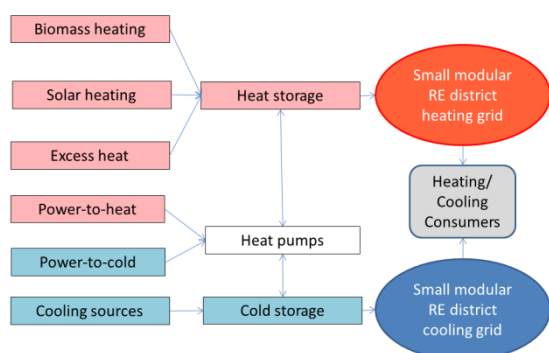 Biomass heating
Solar heating
Heat storage
Small modular
RE district
heating grid
Excess heat
Power-to-heat
Heating/
Cooling
Consumers
Heat pumps
Power-to-cold
Cooling sources
Cold storage
Small modular
RE district
cooling grid